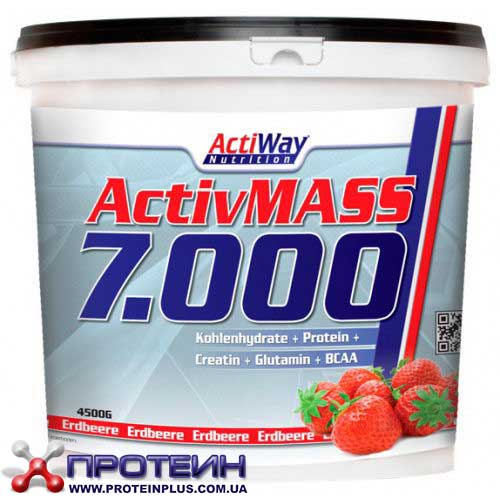 ActiWay
Nutrition
ActivMASS
7.000
Kohlenhydrate + Protein +
Creatin + Glutamin + BCAA
4500G
Erdbeere Erdbeere Erdbeere Erdbeere Erdbeere
ПРОТЕИН
WWW.PROTEINPLUS.COM.UA